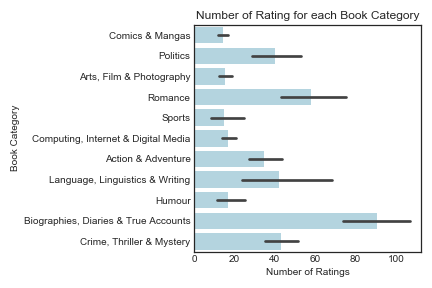 Number of Rating for each Book Category
Book Category
Comics & Mangas
Politics
Arts, Film & Photography
Romance
Sports
Computing, Internet & Digital Media
Action & Adventure
Language, Linguistics & Writing
Humour
Biographies, Diaries & True Accounts
Crime, Thriller & Mystery
0 20 40 60 80 100
Number of Ratings